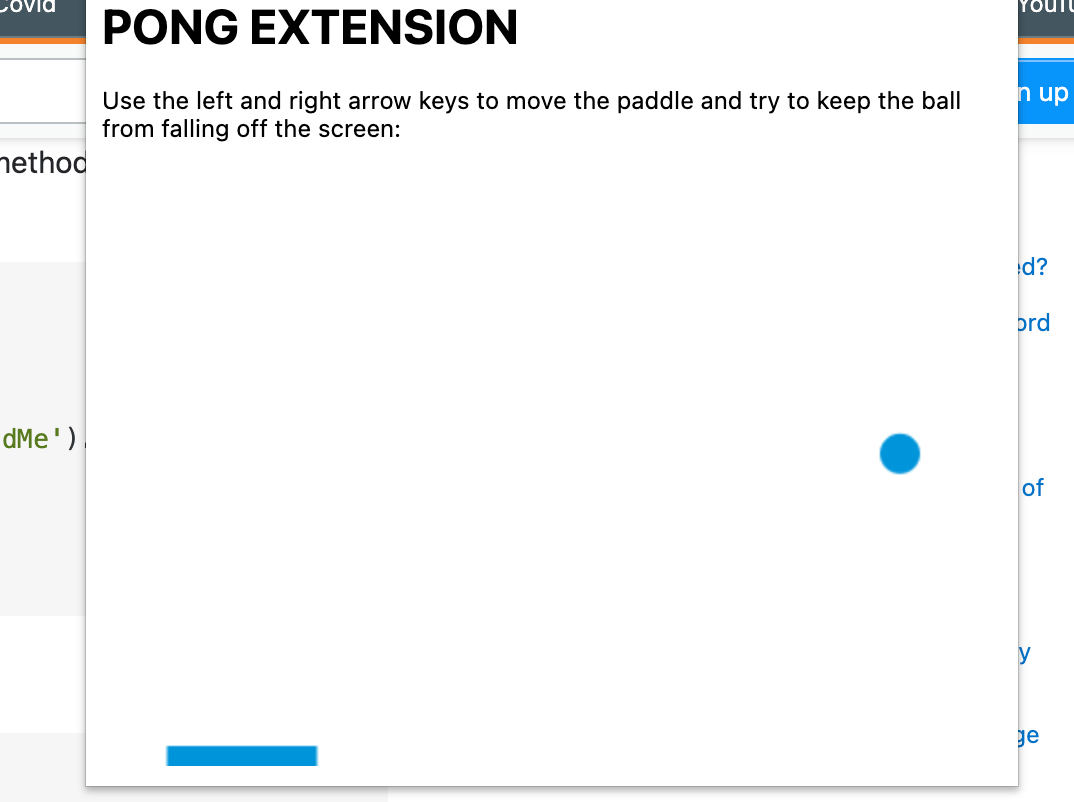 Covid
YouTu
PONG EXTENSION
Use the left and right arrow keys to move the paddle and try to keep the ball
from falling off the screen:
n up
method
ed?
ord
dMe').
of
y
ge